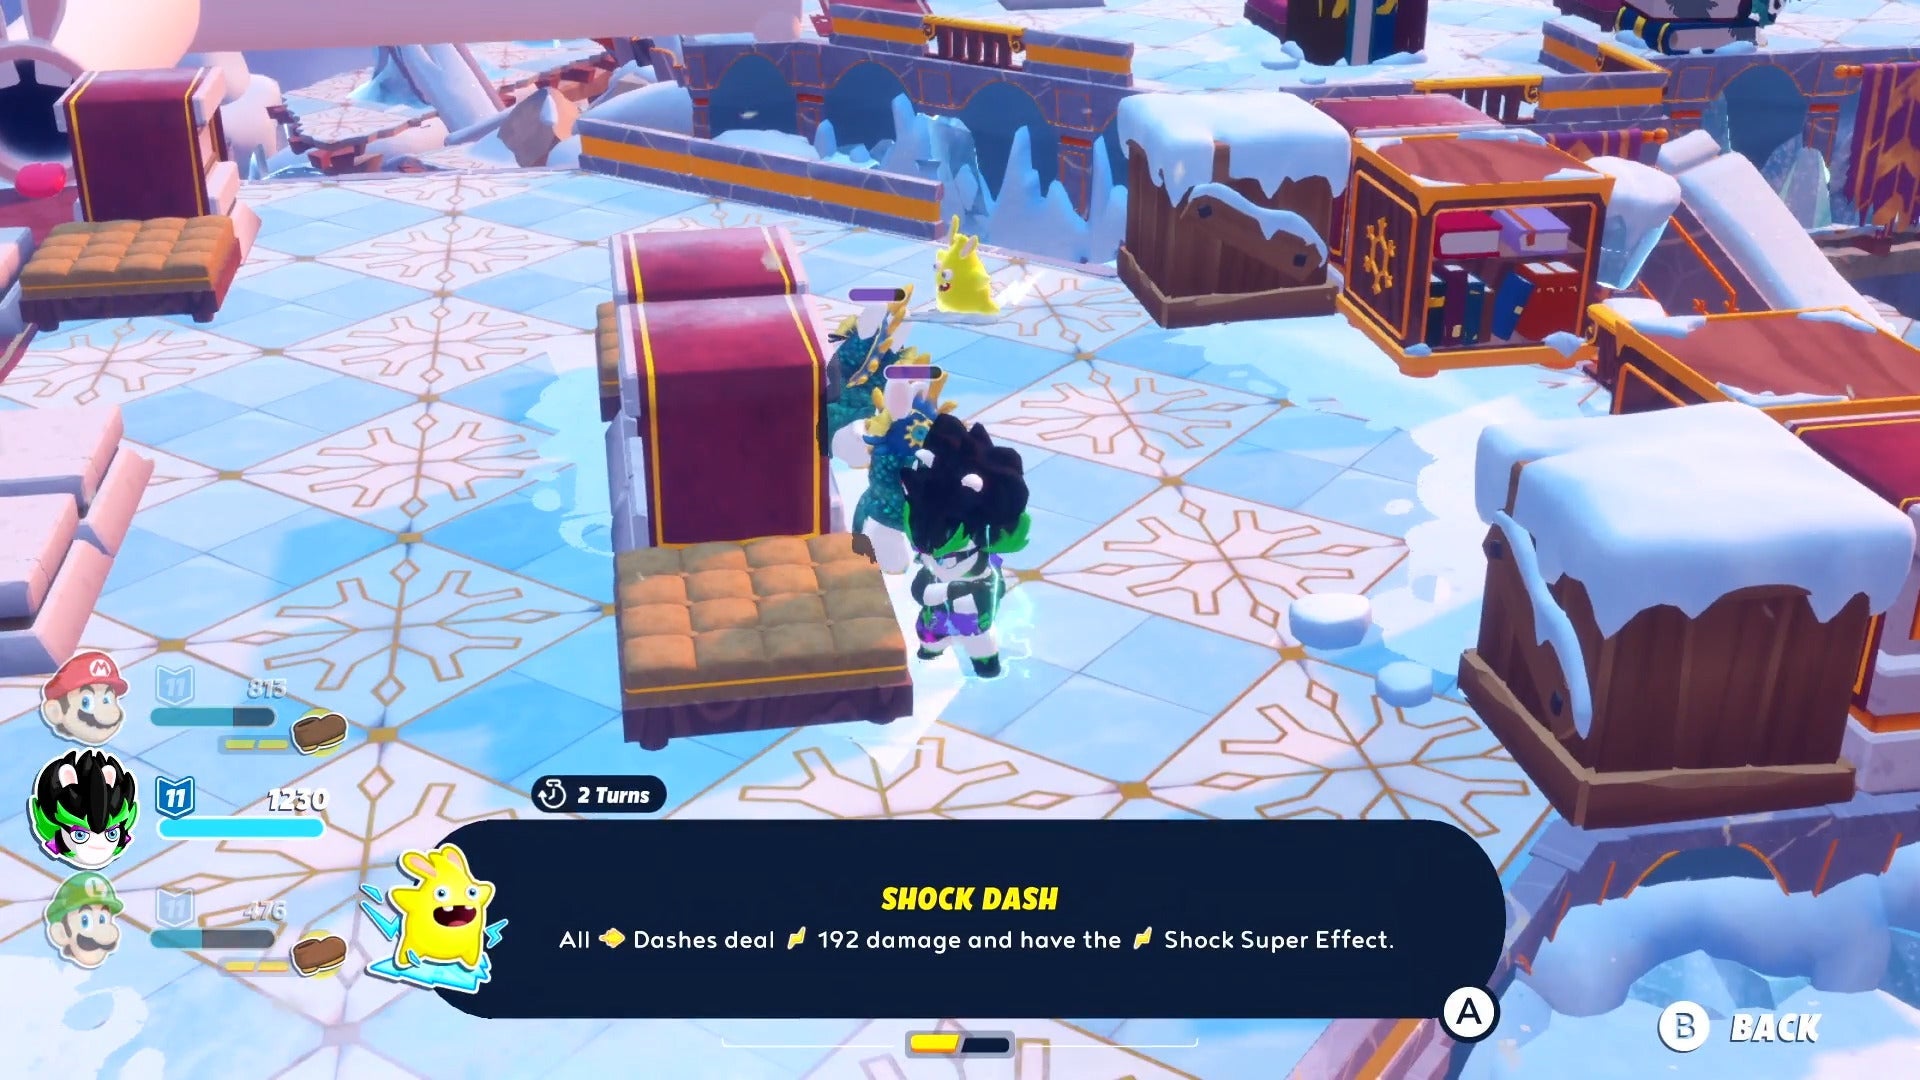 11 813
11 1230
11 476
2 Turns
SHOCK DASH
All Dashes deal 192 damage and have the Shock Super Effect.
A
B BACK